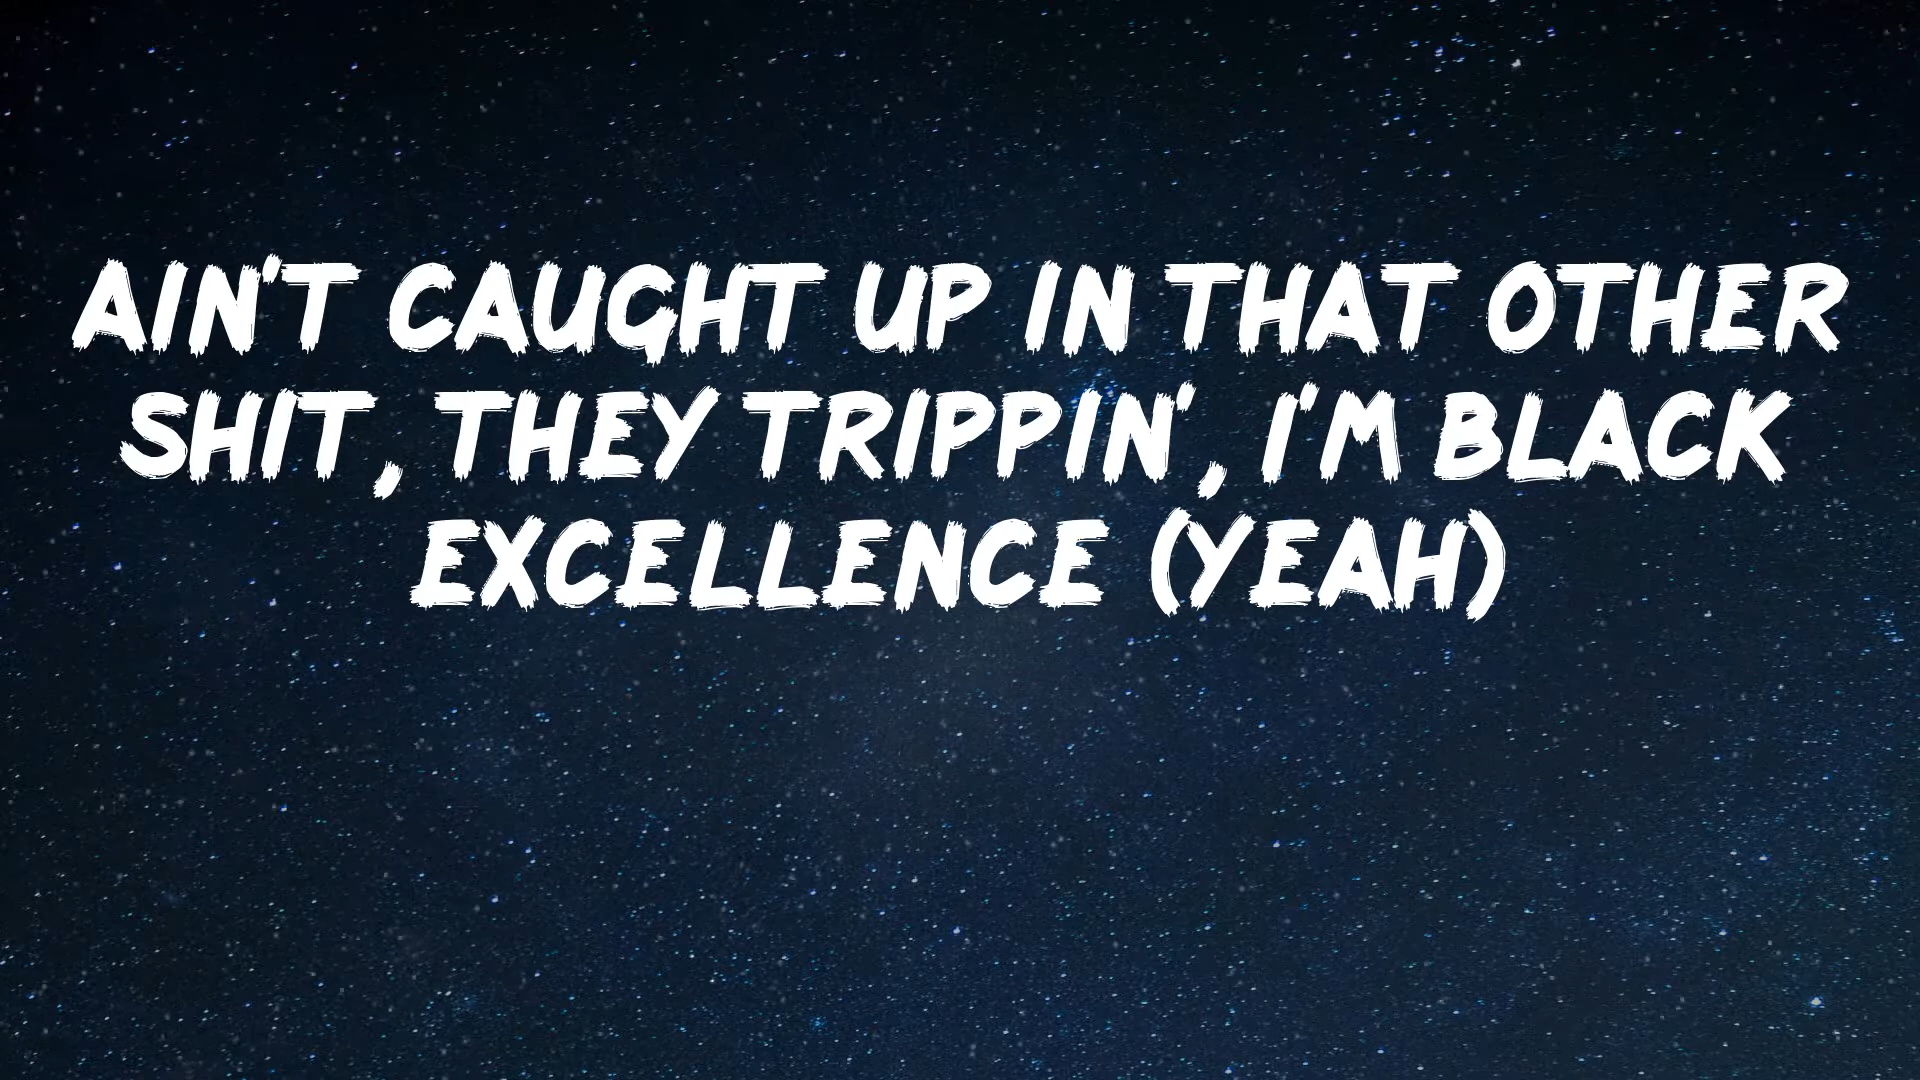 AIN'T CAUGHT UP IN THAT OTHER
SHIT, THEY TRIPPIN', I'M BLACK
EXCELLENCE (YEAH)